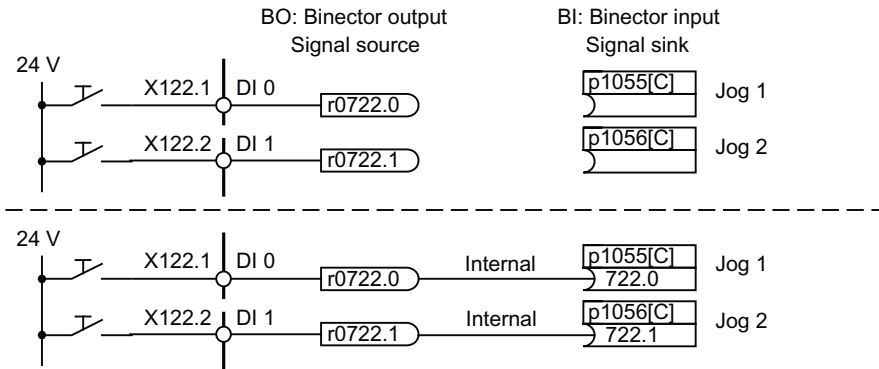 BO: Binector output BI: Binector input
Signal source Signal sink
24 V
X122.1 DI 0 r0722.0 p1055[C] Jog 1
X122.2 DI 1 r0722.1 p1056[C] Jog 2
24 V
X122.1 DI 0 r0722.0 Internal p1055[C] 722.0 Jog 1
X122.2 DI 1 r0722.1 Internal p1056[C] 722.1 Jog 2